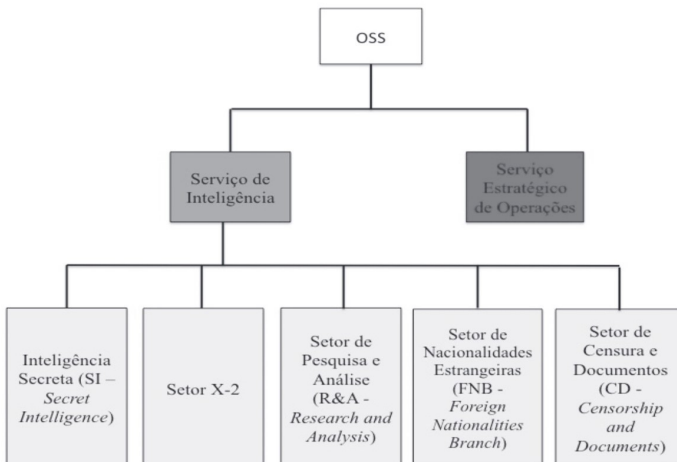 OSS
Serviço de
Inteligência
Serviço
Estratégico
de Operações
Inteligência
Secreta (SI –
Secret
Intelligence)
Setor X-2
Setor de
Pesquisa e
Análise
(R&A -
Research and
Analysis)
Setor de
Nacionalidades
Estrangeiras
(FNB -
Foreign
Nationalities
Branch)
Setor de
Censura e
Documentos
(CD -
Censorship
and
Documents)